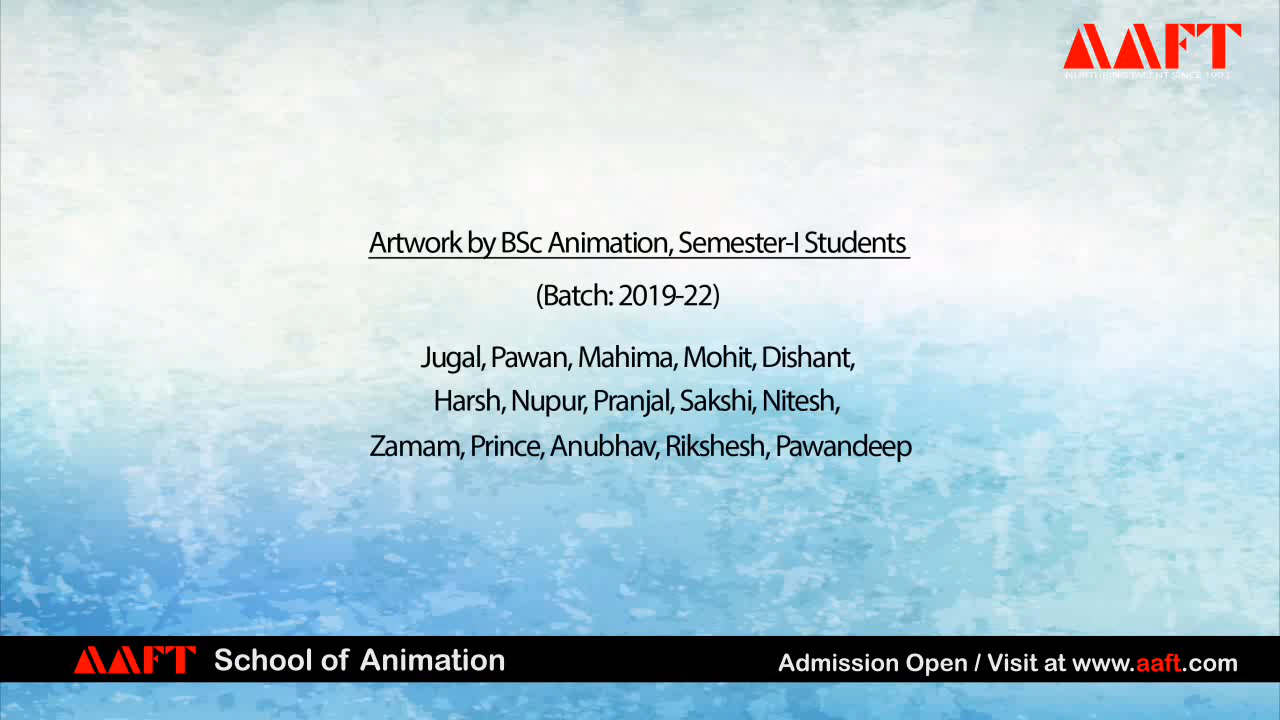 AAFT
NURTURING TALENT SINCE 1993
Artwork by BSc Animation, Semester-I Students
(Batch: 2019-22)
Jugal, Pawan, Mahima, Mohit, Dishant,
Harsh, Nupur, Pranjal, Sakshi, Nitesh,
Zamam, Prince, Anubhav, Rikshesh, Pawandeep
AAFT School of Animation
Admission Open / Visit at www.aaft.com